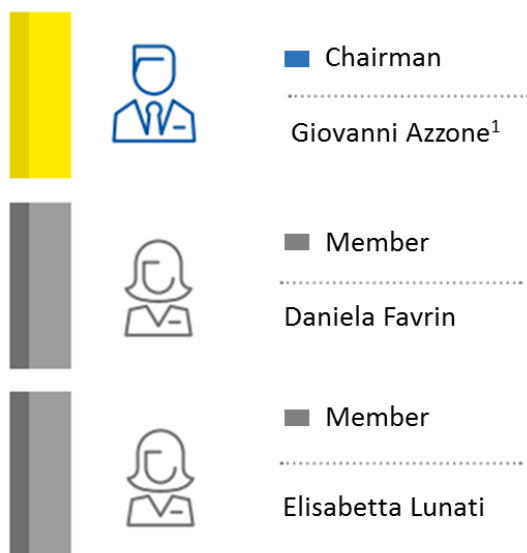 Chairman
Giovanni Azzone¹
Member
Daniela Favrin
Member
Elisabetta Lunati